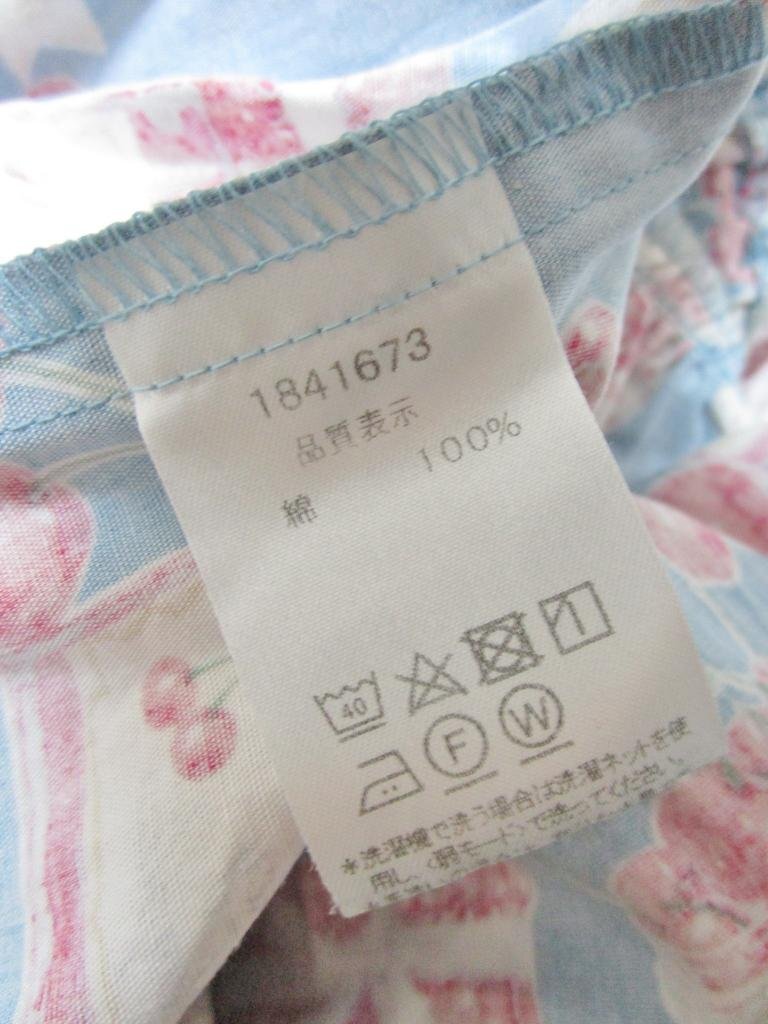 1841673
品質表示
綿 100%
40
F W
*洗濯機で洗う場合は洗濯ネットを使
用し、〈弱モード〉で洗ってください。